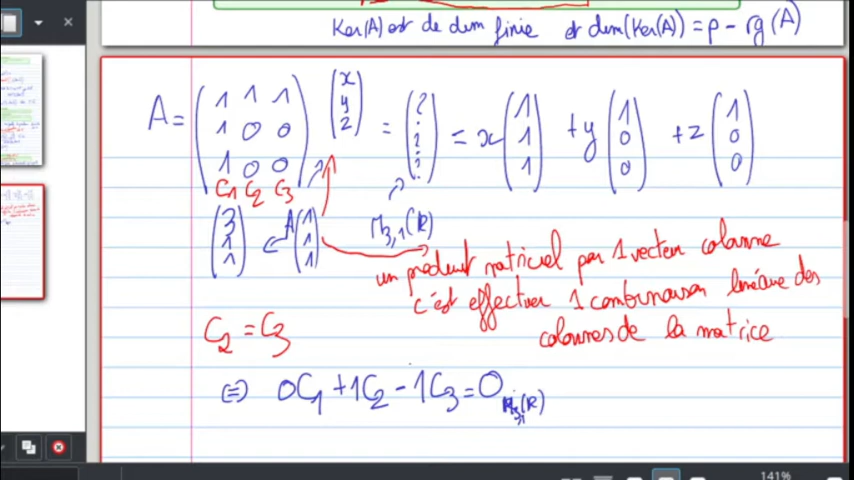 Ker(A) est de dim finie et dim(Ker(A)) = p - rg(A)
A = (1 1 1 / 1 0 0 / 1 0 0) (x / y / z) = (? / ? / ?) = x (1 / 1 / 1) + y (1 / 0 / 0) + z (1 / 0 / 0)
C1 C2 C3
(3 / 1 / 1) ← A (1 / 1 / 1) M3,1(R)
un produit matriciel par 1 vecteur colonne
c'est effectuer 1 combinaison linéaire des
colonnes de la matrice
C2 = C3
⇔ 0C1 + 1C2 - 1C3 = 0 M3,1(R)
141%